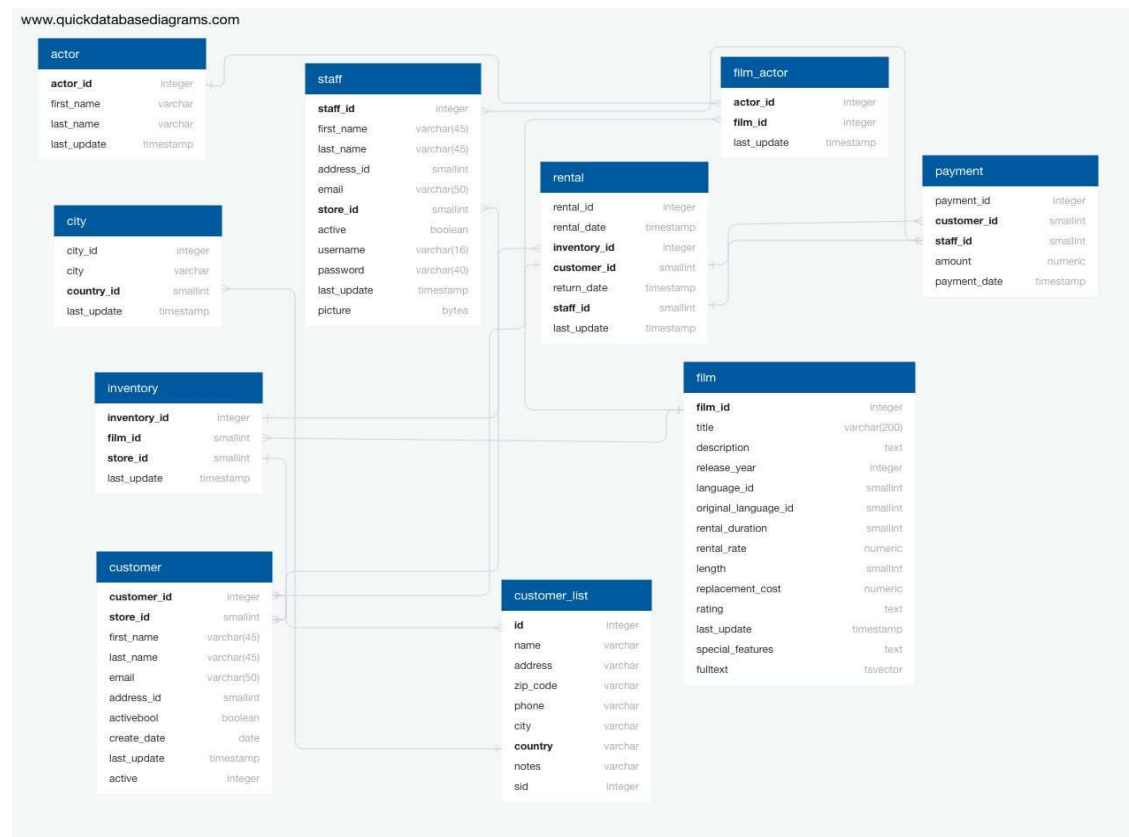 www.quickdatabasediagrams.com
actor
actor_id integer
first_name varchar
last_name varchar
last_update timestamp
staff
staff_id integer
first_name varchar(45)
last_name varchar(45)
address_id smallint
email varchar(50)
store_id smallint
active boolean
username varchar(16)
password varchar(40)
last_update timestamp
picture bytea
film_actor
actor_id integer
film_id integer
last_update timestamp
rental
rental_id integer
rental_date timestamp
inventory_id integer
customer_id smallint
return_date timestamp
staff_id smallint
last_update timestamp
payment
payment_id integer
customer_id smallint
staff_id smallint
amount numeric
payment_date timestamp
city
city_id integer
city varchar
country_id smallint
last_update timestamp
inventory
inventory_id integer
film_id smallint
store_id smallint
last_update timestamp
film
film_id integer
title varchar(200)
description text
release_year integer
language_id smallint
original_language_id smallint
rental_duration smallint
rental_rate numeric
length smallint
replacement_cost numeric
rating text
last_update timestamp
special_features text
fulltext tsvector
customer
customer_id integer
store_id smallint
first_name varchar(45)
last_name varchar(45)
email varchar(50)
address_id smallint
activebool boolean
create_date date
last_update timestamp
active integer
customer_list
id integer
name varchar
address varchar
zip_code varchar
phone varchar
city varchar
country varchar
notes varchar
sid integer